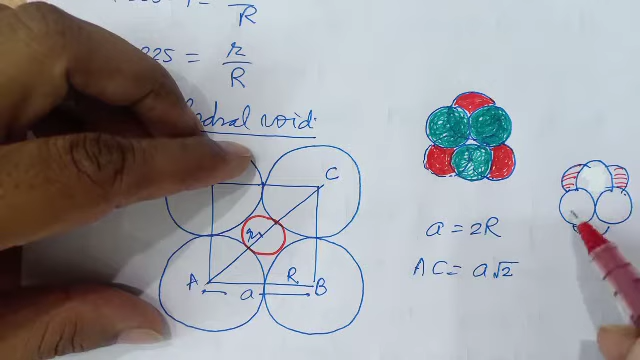 R
225 = r/R
hedral void
C
r
A
R
B
a
a = 2R
AC = a√2